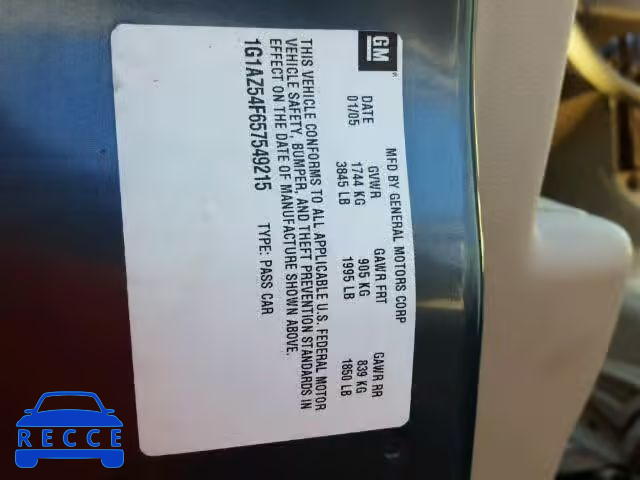 GM
MFD BY GENERAL MOTORS CORP
DATE GVWR GAWR FRT GAWR RR
01/05 1744 KG 905 KG 839 KG
3845 LB 1995 LB 1850 LB
THIS VEHICLE CONFORMS TO ALL APPLICABLE U.S. FEDERAL MOTOR
VEHICLE SAFETY, BUMPER, AND THEFT PREVENTION STANDARDS IN
EFFECT ON THE DATE OF MANUFACTURE SHOWN ABOVE.
1G1AZ54F657549215 TYPE: PASS CAR
RECCE